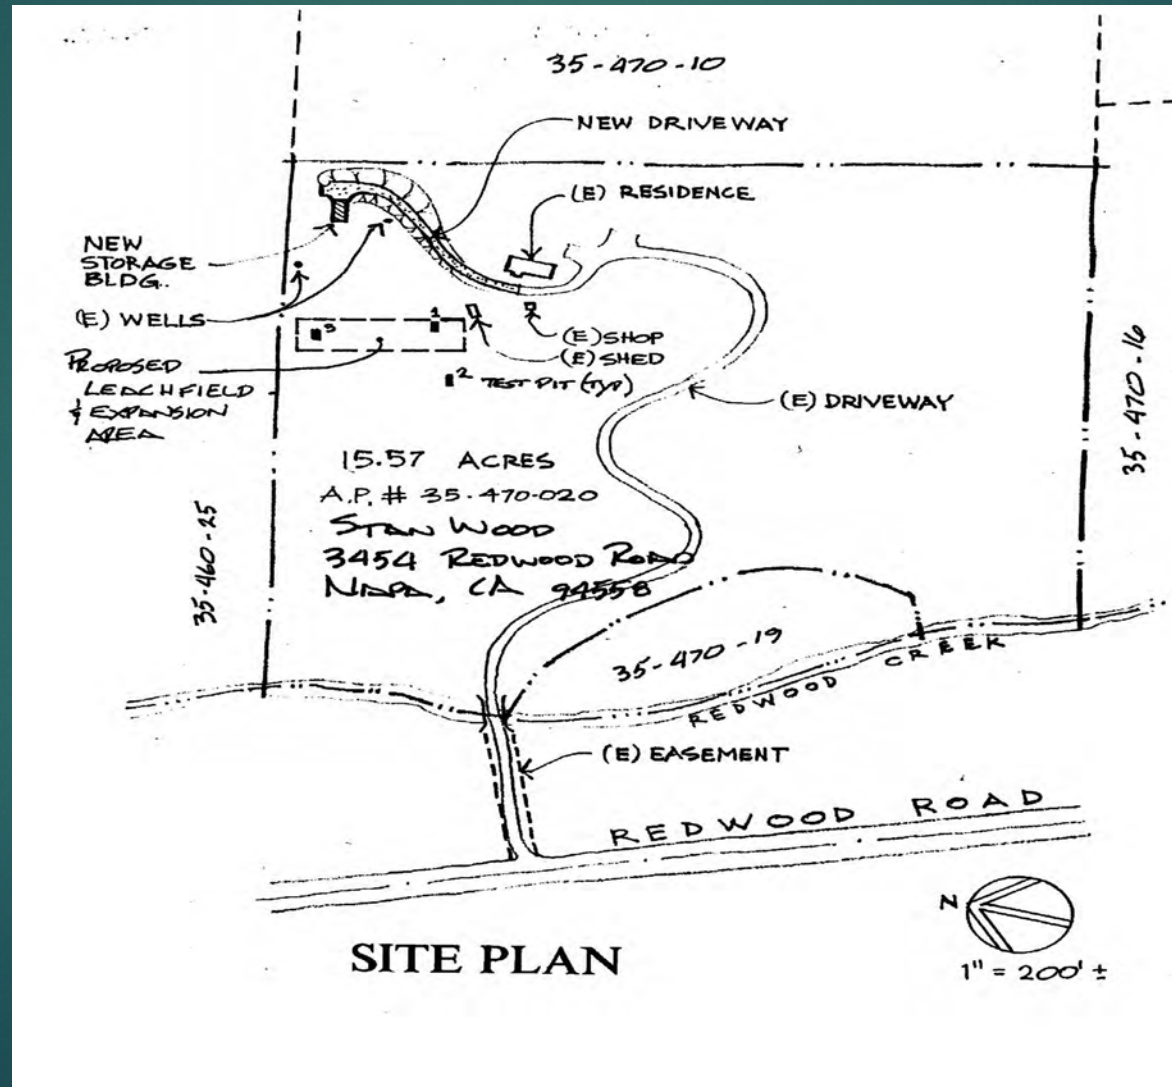 35-470-10
NEW DRIVEWAY
(E) RESIDENCE
NEW
STORAGE
BLDG.
(E) WELLS
3
1
(E) SHOP
(E) SHED
PROPOSED
LEACHFIELD
& EXPANSION
AREA
2 TEST PIT (TYP)
(E) DRIVEWAY
35-470-16
15.57 ACRES
A.P. # 35-470-020
STAN WOOD
3454 REDWOOD ROAD
NAPA, CA 94558
35-460-25
35-470-19
REDWOOD CREEK
(E) EASEMENT
REDWOOD ROAD
N
SITE PLAN
1" = 200' ±